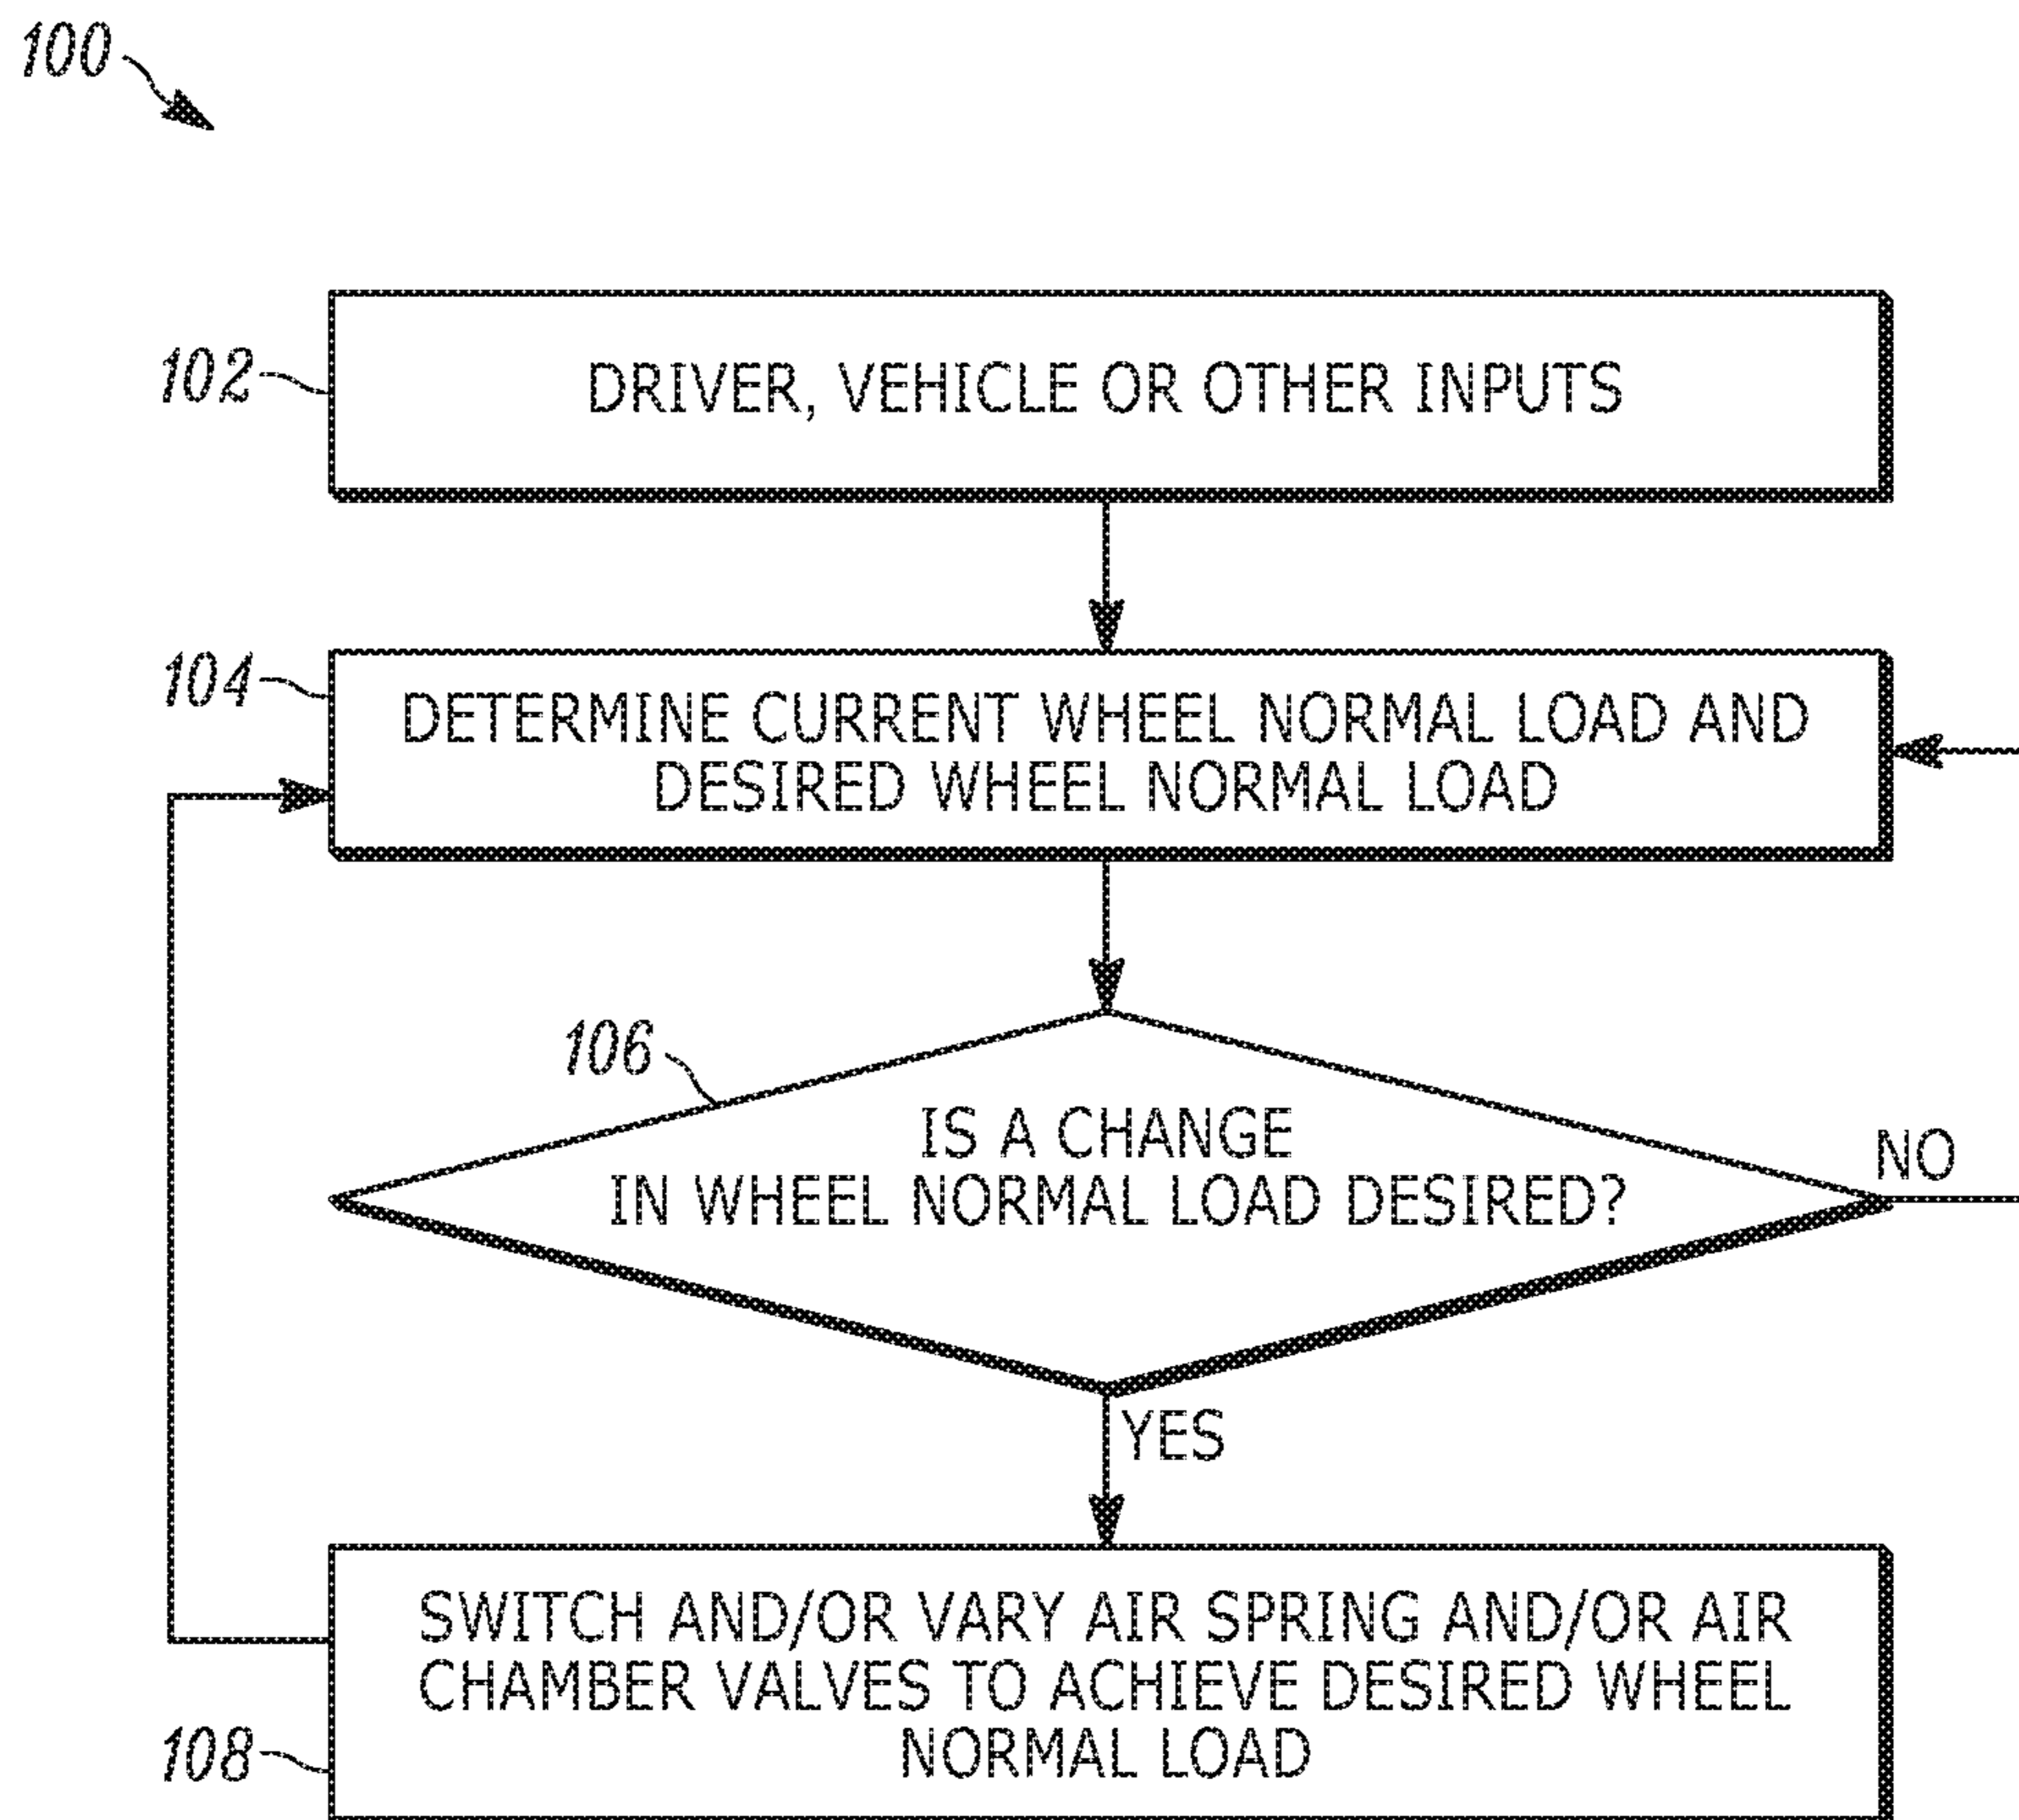 100
102
DRIVER, VEHICLE OR OTHER INPUTS
104
DETERMINE CURRENT WHEEL NORMAL LOAD AND
DESIRED WHEEL NORMAL LOAD
106
IS A CHANGE
IN WHEEL NORMAL LOAD DESIRED?
NO
YES
SWITCH AND/OR VARY AIR SPRING AND/OR AIR
CHAMBER VALVES TO ACHIEVE DESIRED WHEEL
NORMAL LOAD
108